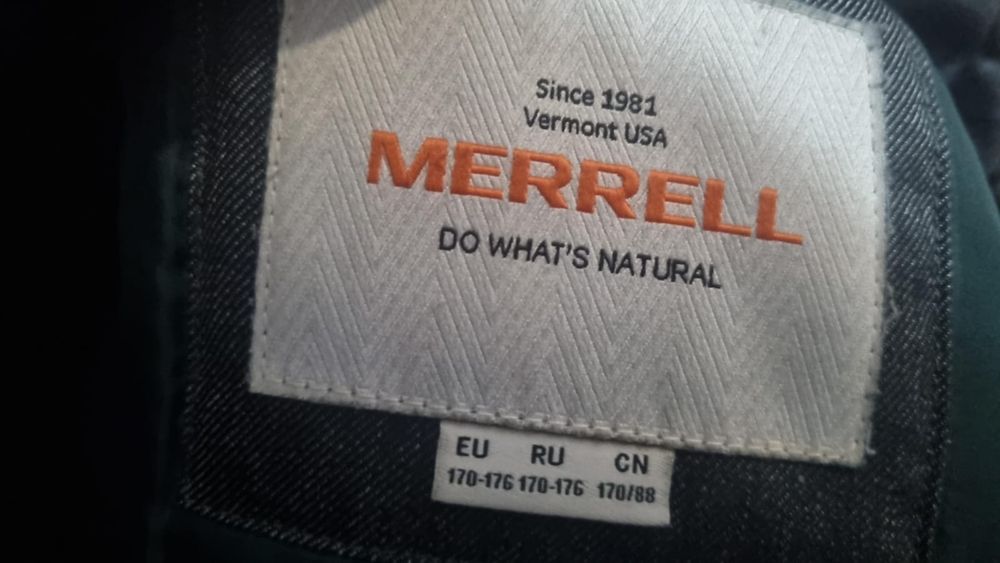 Since 1981
Vermont USA
MERRELL
DO WHAT'S NATURAL
EU RU CN
170-176 170-176 170/88